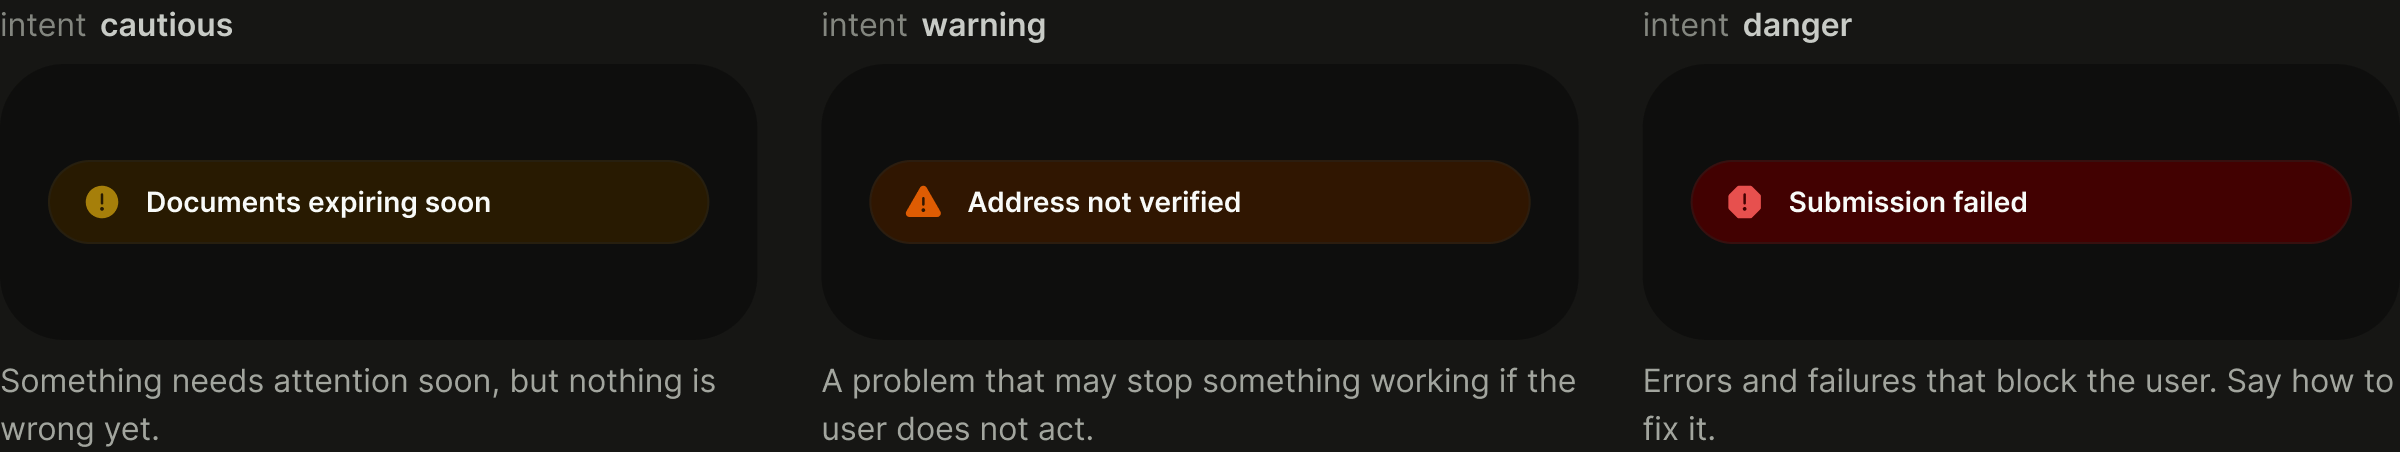 intent cautious
intent warning
intent danger
Documents expiring soon
Address not verified
Submission failed
Something needs attention soon, but nothing is
wrong yet.
A problem that may stop something working if the
user does not act.
Errors and failures that block the user. Say how to
fix it.